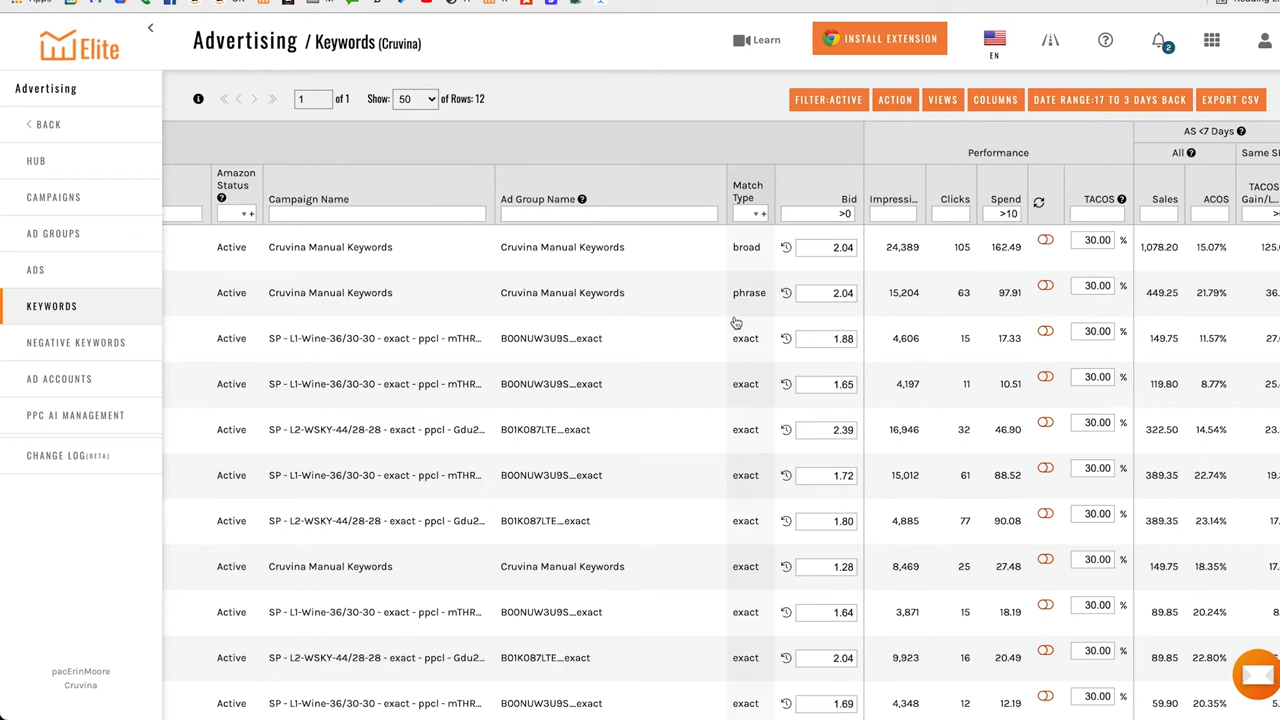 Elite
Advertising / Keywords (Cruvina)
Learn
INSTALL EXTENSION
EN
2
Advertising
BACK
HUB
CAMPAIGNS
AD GROUPS
ADS
KEYWORDS
NEGATIVE KEYWORDS
AD ACCOUNTS
PPC AI MANAGEMENT
CHANGE LOG(BETA)
pacErinMoore
Cruvina
1 of 1 Show: 50 of Rows: 12
FILTER:ACTIVE ACTION VIEWS COLUMNS DATE RANGE:17 TO 3 DAYS BACK EXPORT CSV
Performance
AS <7 Days
All Same S
Amazon Status Campaign Name Ad Group Name Match Type Bid Impressi... Clicks Spend TACOS Sales ACOS TACOS Gain/L...
>0 >10
Active Cruvina Manual Keywords Cruvina Manual Keywords broad 2.04 24,389 105 162.49 30.00 % 1,078.20 15.07% 125.
Active Cruvina Manual Keywords Cruvina Manual Keywords phrase 2.04 15,204 63 97.91 30.00 % 449.25 21.79% 36.
Active SP - L1-Wine-36/30-30 - exact - ppcl - mTHR... B00NUW3U9S_exact exact 1.88 4,606 15 17.33 30.00 % 149.75 11.57% 27.
Active SP - L1-Wine-36/30-30 - exact - ppcl - mTHR... B00NUW3U9S_exact exact 1.65 4,197 11 10.51 30.00 % 119.80 8.77% 25.
Active SP - L2-WSKY-44/28-28 - exact - ppcl - Gdu2... B01K087LTE_exact exact 2.39 16,946 32 46.90 30.00 % 322.50 14.54% 23.
Active SP - L1-Wine-36/30-30 - exact - ppcl - mTHR... B00NUW3U9S_exact exact 1.72 15,012 61 88.52 30.00 % 389.35 22.74% 19.
Active SP - L2-WSKY-44/28-28 - exact - ppcl - Gdu2... B01K087LTE_exact exact 1.80 4,885 77 90.08 30.00 % 389.35 23.14% 17.
Active Cruvina Manual Keywords Cruvina Manual Keywords exact 1.28 8,469 25 27.48 30.00 % 149.75 18.35% 17.
Active SP - L1-Wine-36/30-30 - exact - ppcl - mTHR... B00NUW3U9S_exact exact 1.64 3,871 15 18.19 30.00 % 89.85 20.24% 8.
Active SP - L2-WSKY-44/28-28 - exact - ppcl - Gdu2... B01K087LTE_exact exact 2.04 9,923 16 20.49 30.00 % 89.85 22.80% 6.
Active SP - L1-Wine-36/30-30 - exact - ppcl - mTHR... B00NUW3U9S_exact exact 1.69 4,348 12 12.19 30.00 % 59.90 20.35% 5.